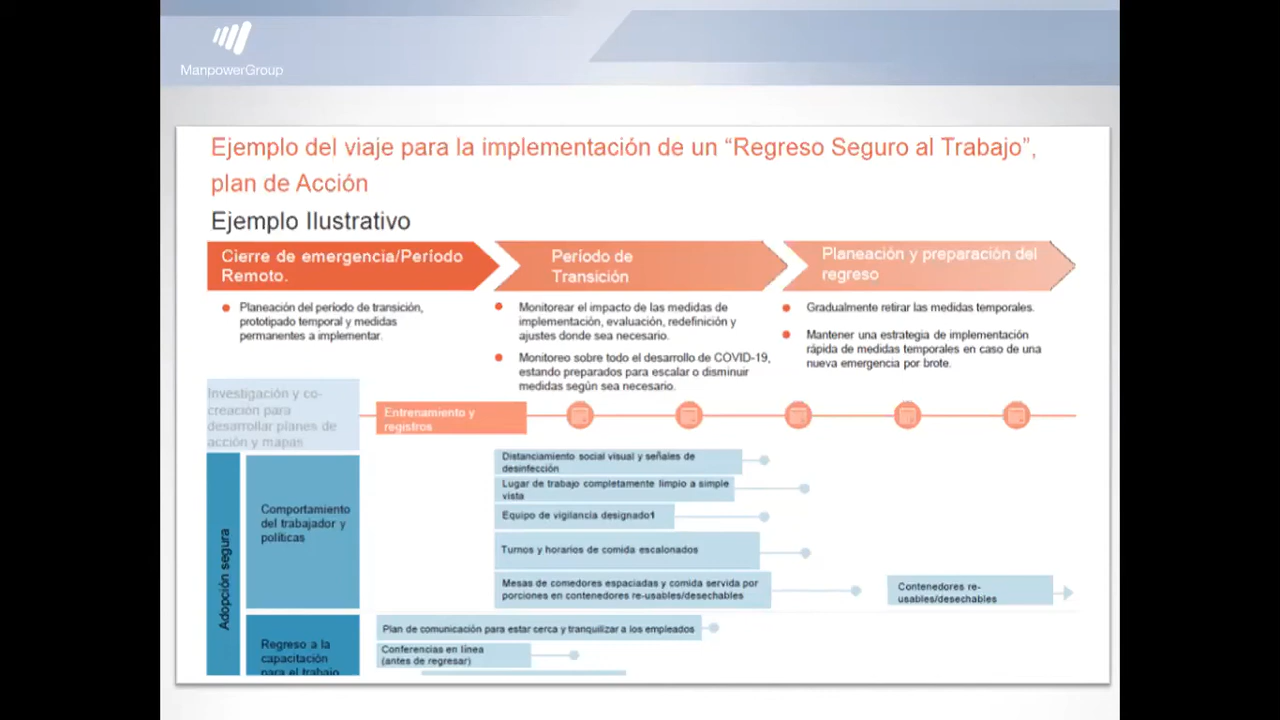 ManpowerGroup
Ejemplo del viaje para la implementación de un “Regreso Seguro al Trabajo”,
plan de Acción
Ejemplo Ilustrativo
Cierre de emergencia/Período
Remoto.
Período de
Transición
Planeación y preparación del
regreso
Planeación del período de transición,
prototipado temporal y medidas
permanentes a implementar.
Monitorear el impacto de las medidas de
implementación, evaluación, redefinición y
ajustes donde sea necesario.
Monitoreo sobre todo el desarrollo de COVID-19,
estando preparados para escalar o disminuir
medidas según sea necesario.
Gradualmente retirar las medidas temporales.
Mantener una estrategia de implementación
rápida de medidas temporales en caso de una
nueva emergencia por brote.
Investigación y co-
creación para
desarrollar planes de
acción y mapas
Entrenamiento y
registros
Adopción segura
Comportamiento
del trabajador y
políticas
Distanciamiento social visual y señales de
desinfección
Lugar de trabajo completamente limpio a simple
vista
Equipo de vigilancia designado1
Turnos y horarios de comida escalonados
Mesas de comedores espaciadas y comida servida por
porciones en contenedores re-usables/desechables
Contenedores re-
usables/desechables
Regreso a la
capacitación
para el trabajo
Plan de comunicación para estar cerca y tranquilizar a los empleados
Conferencias en línea
(antes de regresar)